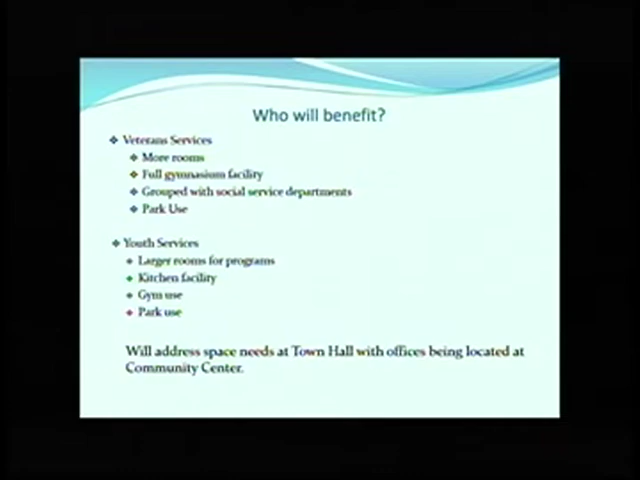 Who will benefit?
Veterans Services
More rooms
Full gymnasium facility
Grouped with social service departments
Park Use
Youth Services
Larger rooms for programs
Kitchen facility
Gym use
Park use
Will address space needs at Town Hall with offices being located at
Community Center.